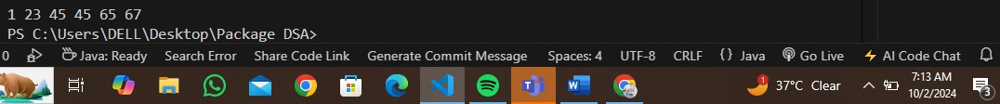 1 23 45 45 65 67
PS C:\Users\DELL\Desktop\Package DSA>
0 Java: Ready Search Error Share Code Link Generate Commit Message Spaces: 4 UTF-8 CRLF {} Java Go Live AI Code Chat
1 37°C Clear 7:13 AM
10/2/2024 3